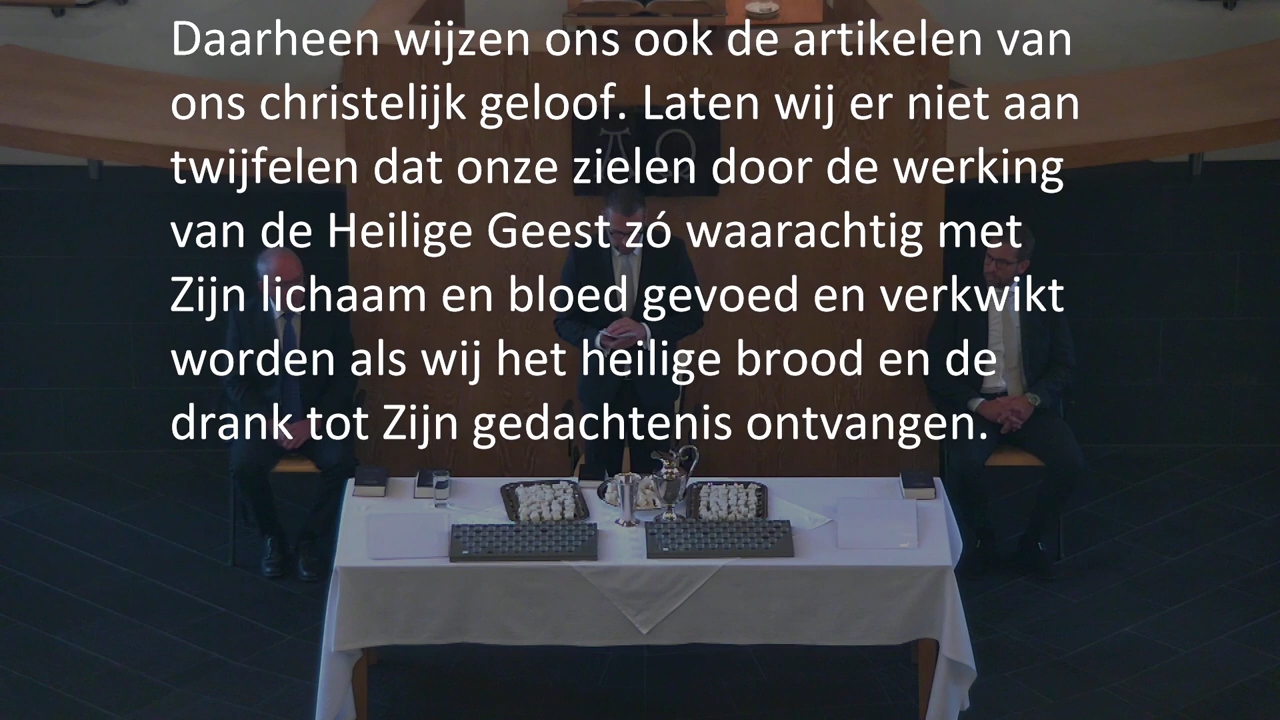 Daarheen wijzen ons ook de artikelen van
ons christelijk geloof. Laten wij er niet aan
twijfelen dat onze zielen door de werking
van de Heilige Geest zó waarachtig met
Zijn lichaam en bloed gevoed en verkwikt
worden als wij het heilige brood en de
drank tot Zijn gedachtenis ontvangen.